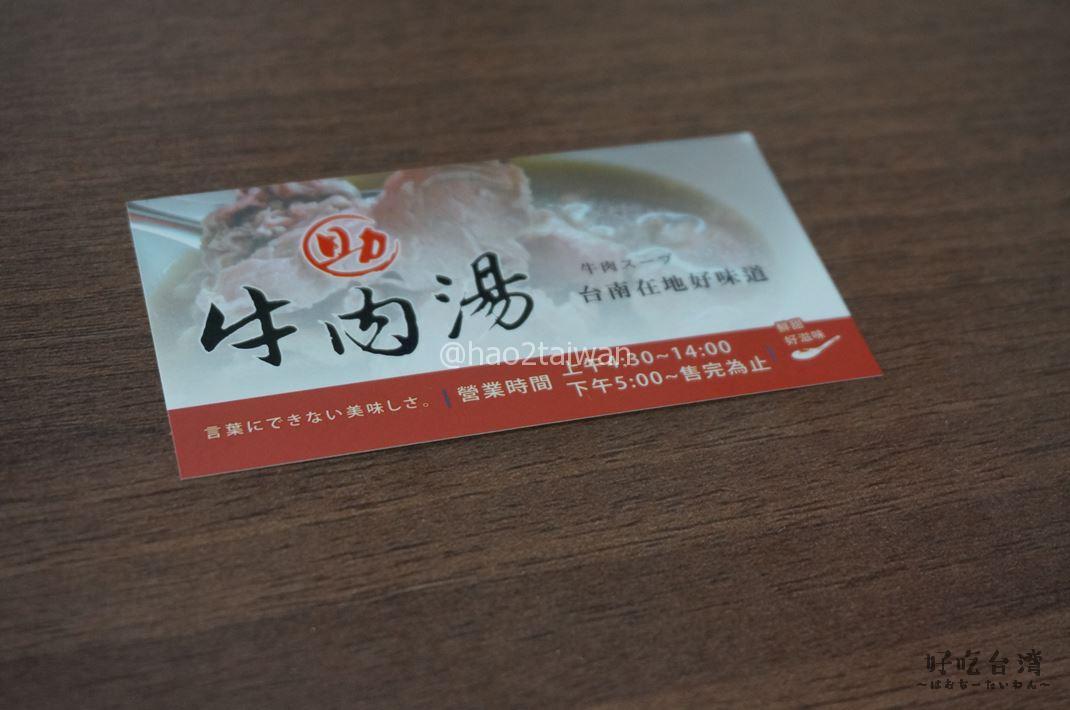 助
牛肉湯
牛肉スープ
台南在地好味道
言葉にできない美味しさ。
營業時間
上午4:30~14:00
下午5:00~售完為止
鮮甜
好滋味
@hao2taiwan
好吃台湾
~はおちーたいわん~